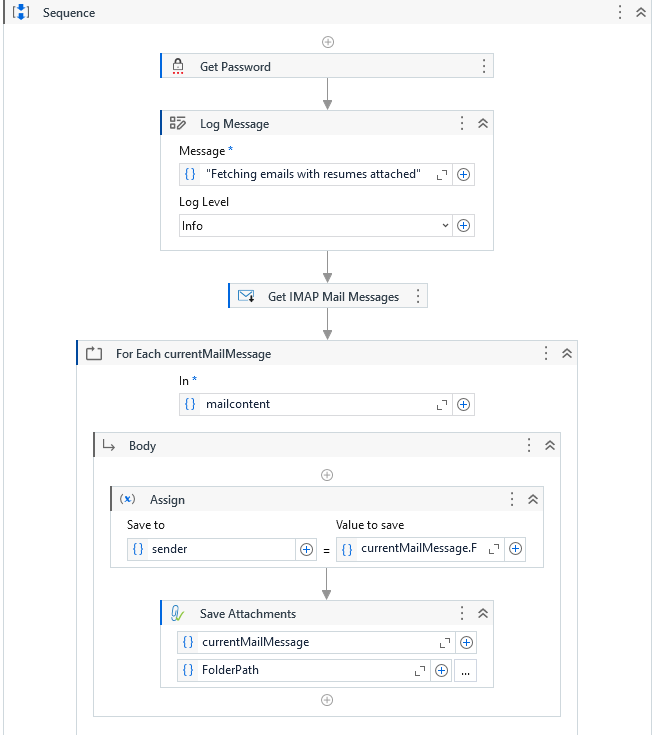 Sequence
Get Password
Log Message
Message *
{ } "Fetching emails with resumes attached"
Log Level
Info
Get IMAP Mail Messages
For Each currentMailMessage
In *
{ } mailcontent
Body
(x) Assign
Save to Value to save
{ } sender = { } currentMailMessage.F
Save Attachments
{ } currentMailMessage
{ } FolderPath ...